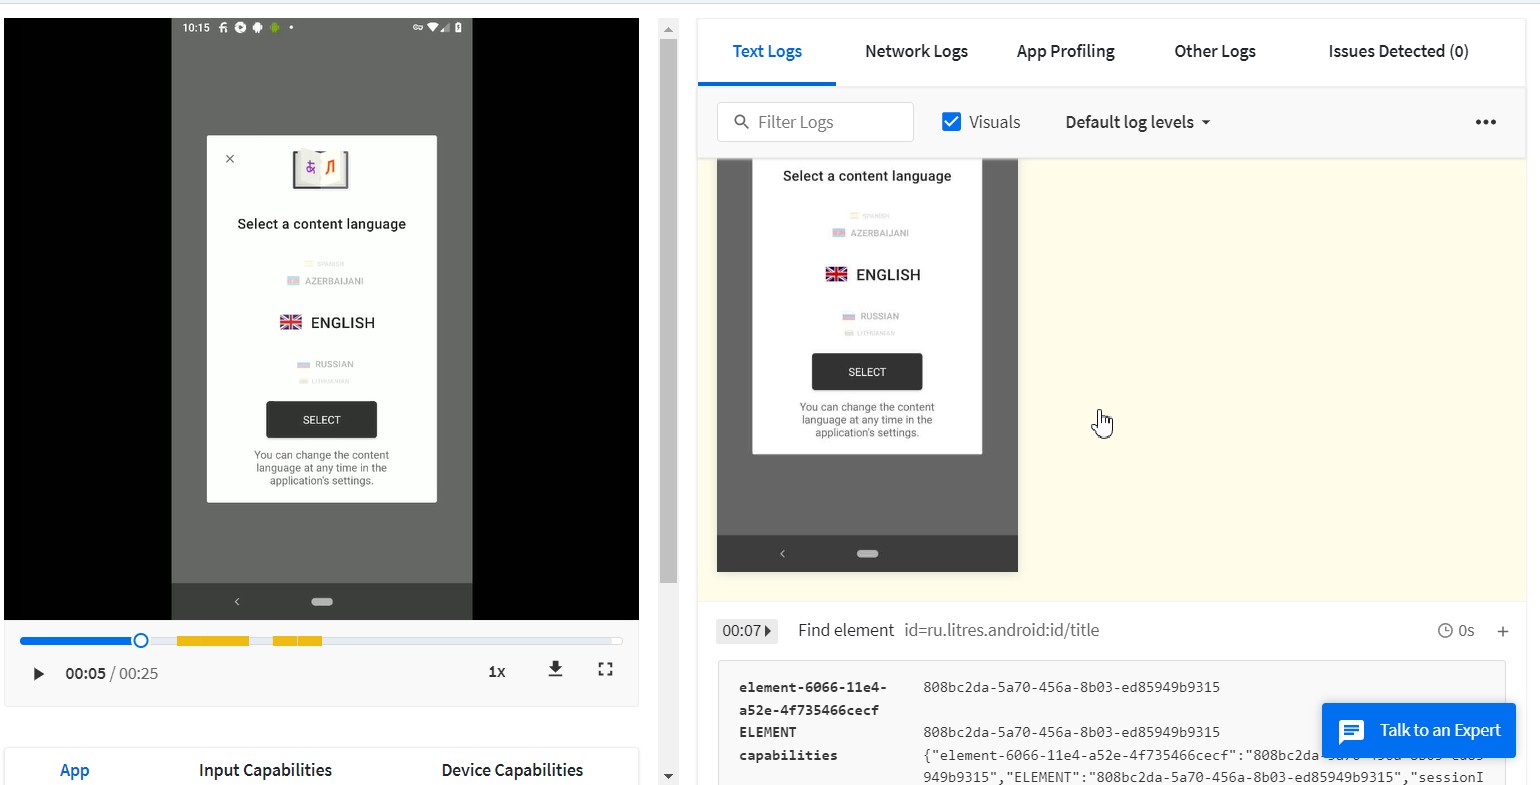 10:15
あ Л
Select a content language
SPANISH
AZERBAIJANI
ENGLISH
RUSSIAN
LITHUANIAN
SELECT
You can change the content
language at any time in the
application's settings.
00:05 / 00:25
1x
App Input Capabilities Device Capabilities
Text Logs Network Logs App Profiling Other Logs Issues Detected (0)
Filter Logs Visuals Default log levels
Select a content language
SPANISH
AZERBAIJANI
ENGLISH
RUSSIAN
LITHUANIAN
SELECT
You can change the content
language at any time in the
application's settings.
00:07 Find element id=ru.litres.android:id/title 0s
element-6066-11e4- 808bc2da-5a70-456a-8b03-ed85949b9315
a52e-4f735466cecf
ELEMENT 808bc2da-5a70-456a-8b03-ed85949b9315
capabilities {"element-6066-11e4-a52e-4f735466cecf":"808bc2da-
949b9315","ELEMENT":"808bc2da-5a70-456a-8b03-ed85949b9315","sessionI
Talk to an Expert